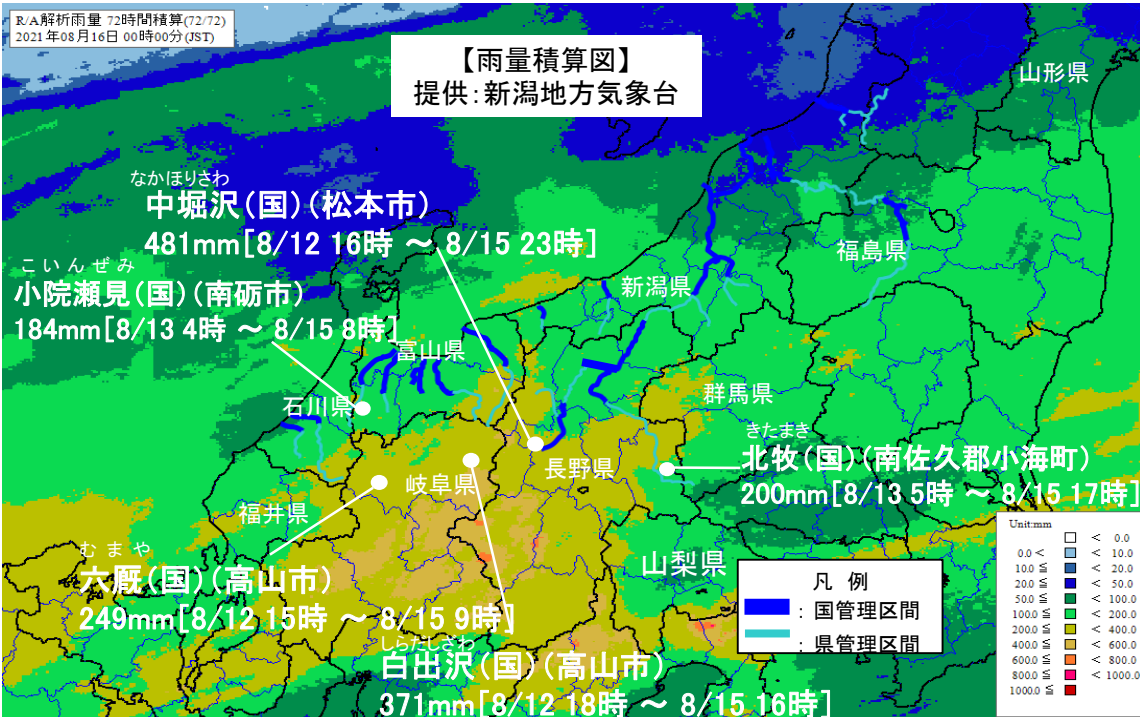 R/A解析雨量 72時間積算(72/72)
2021年08月16日 00時00分(JST)
【雨量積算図】
提供：新潟地方気象台
山形県
なかほりさわ
中堀沢(国)(松本市)
481mm[8/12 16時 ～ 8/15 23時]
こいんぜみ
小院瀬見(国)(南砺市)
184mm[8/13 4時 ～ 8/15 8時]
福島県
新潟県
富山県
石川県
群馬県
きたまき
北牧(国)(南佐久郡小海町)
200mm[8/13 5時 ～ 8/15 17時]
長野県
岐阜県
福井県
むまや
六厩(国)(高山市)
249mm[8/12 15時 ～ 8/15 9時]
山梨県
しらだしざわ
白出沢(国)(高山市)
371mm[8/12 18時 ～ 8/15 16時]
凡 例
：国管理区間
：県管理区間
Unit:mm
< 0.0
0.0 < < 10.0
10.0 ≦ < 20.0
20.0 ≦ < 50.0
50.0 ≦ < 100.0
100.0 ≦ < 200.0
200.0 ≦ < 400.0
400.0 ≦ < 600.0
600.0 ≦ < 800.0
800.0 ≦ < 1000.0
1000.0 ≦